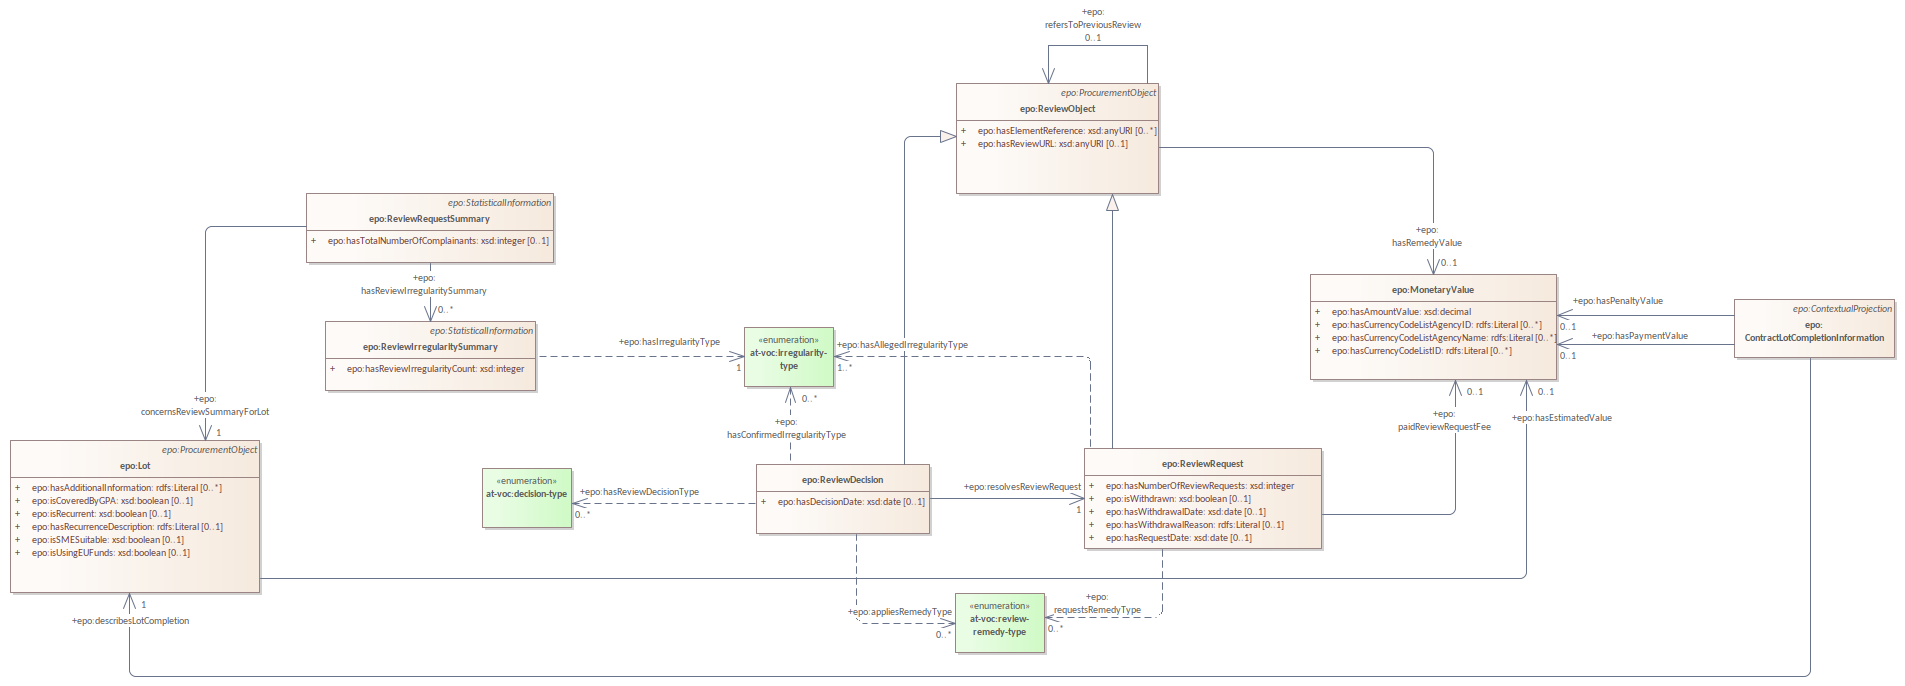 +epo:
refersToPreviousReview
0..1
epo:ProcurementObject
epo:ReviewObject
+ epo:hasElementReference: xsd:anyURI [0..*]
+ epo:hasReviewURL: xsd:anyURI [0..1]
epo:StatisticalInformation
epo:ReviewRequestSummary
+ epo:hasTotalNumberOfComplainants: xsd:integer [0..1]
+epo:
hasReviewIrregularitySummary
0..*
epo:StatisticalInformation
epo:ReviewIrregularitySummary
+ epo:hasReviewIrregularityCount: xsd:integer
+epo:hasIrregularityType
1
«enumeration»
at-voc:irregularity-
type
+epo:hasAllegedIrregularityType
1..*
+epo:
hasRemedyValue
0..1
epo:MonetaryValue
+ epo:hasAmountValue: xsd:decimal
+ epo:hasCurrencyCodeListAgencyID: rdfs:Literal [0..*]
+ epo:hasCurrencyCodeListAgencyName: rdfs:Literal [0..*]
+ epo:hasCurrencyCodeListID: rdfs:Literal [0..*]
+epo:hasPenaltyValue
0..1
+epo:hasPaymentValue
0..1
epo:ContextualProjection
epo:
ContractLotCompletionInformation
+epo:
concernsReviewSummaryForLot
1
0..*
+epo:
hasConfirmedIrregularityType
0..1
+epo:
paidReviewRequestFee
0..1
+epo:hasEstimatedValue
epo:ProcurementObject
epo:Lot
+ epo:hasAdditionalInformation: rdfs:Literal [0..*]
+ epo:isCoveredByGPA: xsd:boolean [0..1]
+ epo:isRecurrent: xsd:boolean [0..1]
+ epo:hasRecurrenceDescription: rdfs:Literal [0..1]
+ epo:isSMESuitable: xsd:boolean [0..1]
+ epo:isUsingEUFunds: xsd:boolean [0..1]
«enumeration»
at-voc:decision-type
+epo:hasReviewDecisionType
0..*
epo:ReviewDecision
+ epo:hasDecisionDate: xsd:date [0..1]
+epo:resolvesReviewRequest
1
epo:ReviewRequest
+ epo:hasNumberOfReviewRequests: xsd:integer
+ epo:isWithdrawn: xsd:boolean [0..1]
+ epo:hasWithdrawalDate: xsd:date [0..1]
+ epo:hasWithdrawalReason: rdfs:Literal [0..1]
+ epo:hasRequestDate: xsd:date [0..1]
1
+epo:describesLotCompletion
+epo:appliesRemedyType
0..*
«enumeration»
at-voc:review-
remedy-type
+epo:
requestsRemedyType
0..*